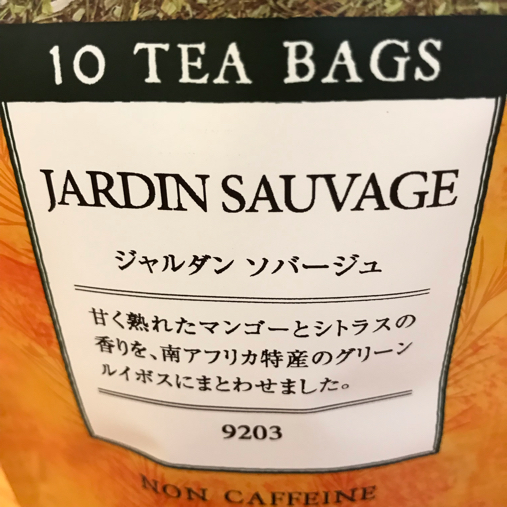 10 TEA BAGS
JARDIN SAUVAGE
ジャルダン ソバージュ
甘く熟れたマンゴーとシトラスの
香りを、南アフリカ特産のグリーン
ルイボスにまとわせました。
9203
NON CAFFEINE